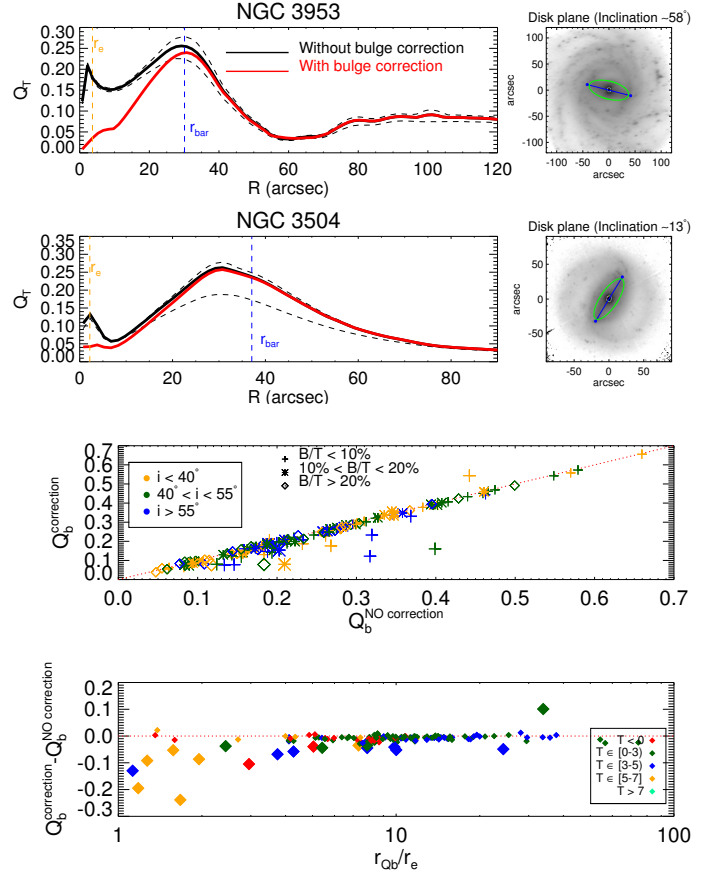 NGC 3953
Q_T
0.30
0.25
0.20
0.15
0.10
0.05
0.00
r_e
r_bar
Without bulge correction
With bulge correction
0 20 40 60 80 100 120
R (arcsec)
Disk plane (Inclination ~58°)
arcsec
100
50
0
-50
-100
-100 -50 0 50 100
arcsec
NGC 3504
Q_T
0.35
0.30
0.25
0.20
0.15
0.10
0.05
0.00
r_e
r_bar
0 20 40 60 80
R (arcsec)
Disk plane (Inclination ~13°)
arcsec
50
0
-50
-50 0 50
arcsec
Q_b^correction
0.7
0.6
0.5
0.4
0.3
0.2
0.1
0.0
i < 40°
40° < i < 55°
i > 55°
B/T < 10%
10% < B/T < 20%
B/T > 20%
0.0 0.1 0.2 0.3 0.4 0.5 0.6 0.7
Q_b^NO correction
Q_b^correction-Q_b^NO correction
0.2
0.1
0.0
-0.1
-0.2
-0.3
T < 0
T ∈ [0-3)
T ∈ [3-5)
T ∈ [5-7]
T > 7
1 10 100
r_Qb/r_e